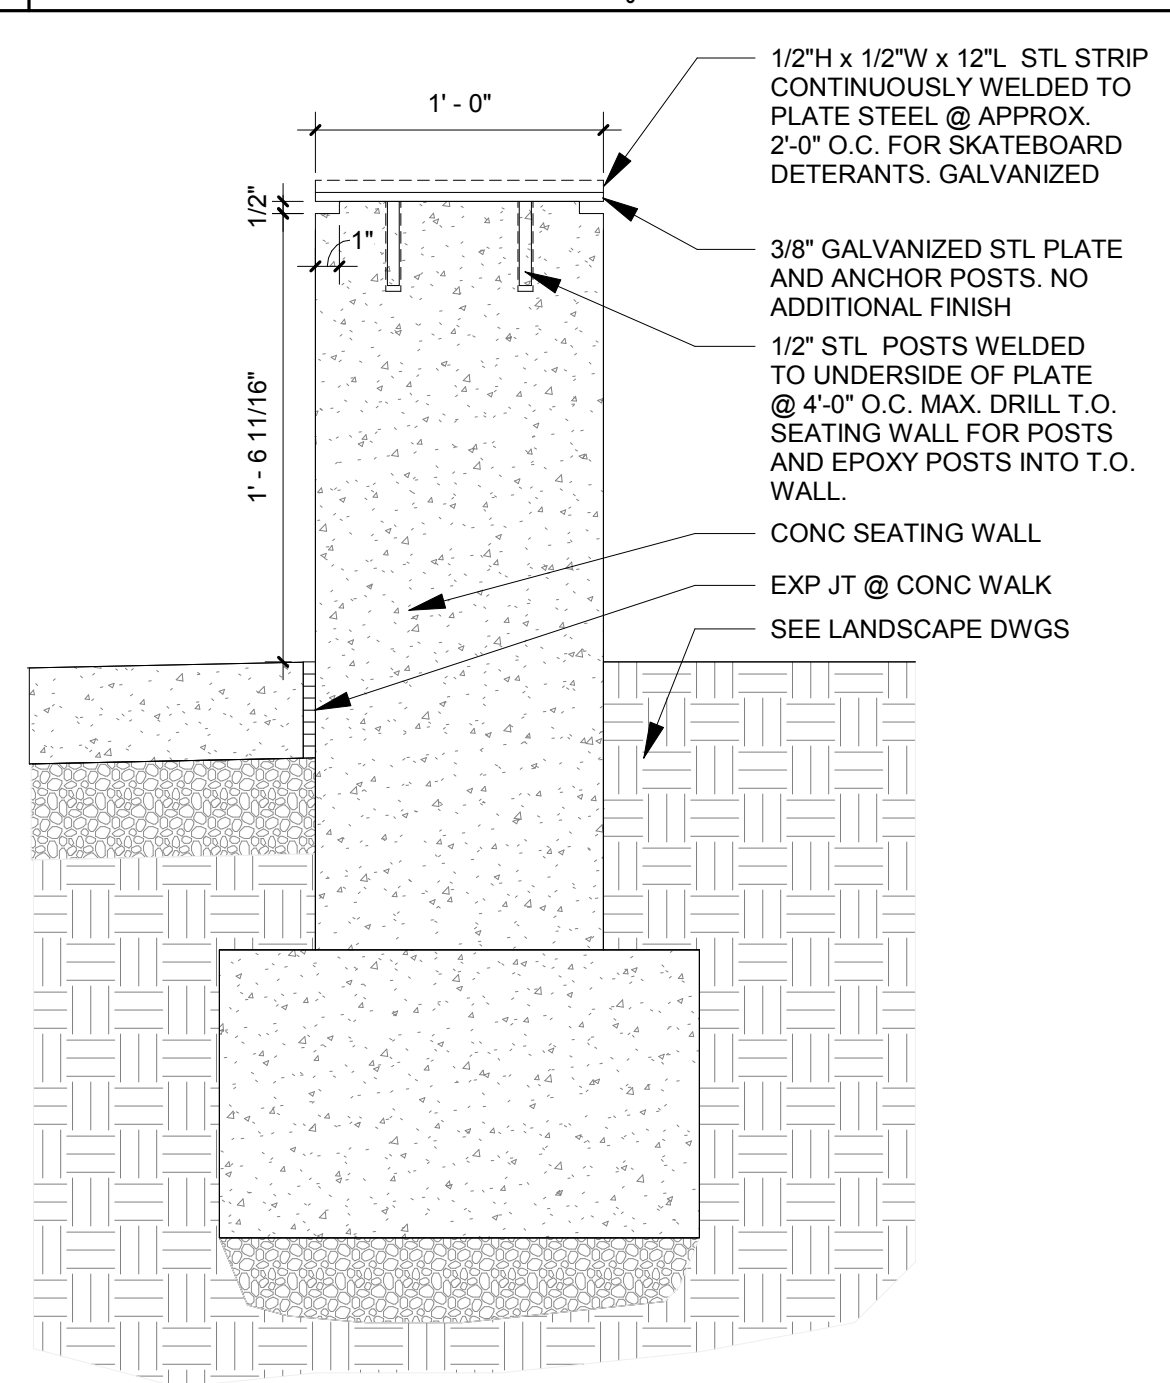 1/2"H x 1/2"W x 12"L STL STRIP
CONTINUOUSLY WELDED TO
PLATE STEEL @ APPROX.
2'-0" O.C. FOR SKATEBOARD
DETERANTS. GALVANIZED
1' - 0"
1/2"
1"
3/8" GALVANIZED STL PLATE
AND ANCHOR POSTS. NO
ADDITIONAL FINISH
1/2" STL POSTS WELDED
TO UNDERSIDE OF PLATE
@ 4'-0" O.C. MAX. DRILL T.O.
SEATING WALL FOR POSTS
AND EPOXY POSTS INTO T.O.
WALL.
1' - 6 11/16"
CONC SEATING WALL
EXP JT @ CONC WALK
SEE LANDSCAPE DWGS